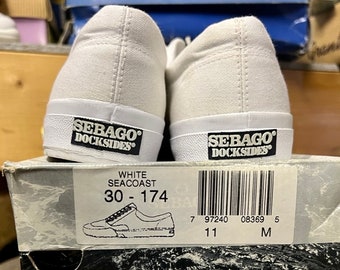 SEBAGO®
DOCKSIDES®
SEBAGO®
DOCKSIDES®
WHITE
SEACOAST
30 - 174
7 97240 08369 5
11 M